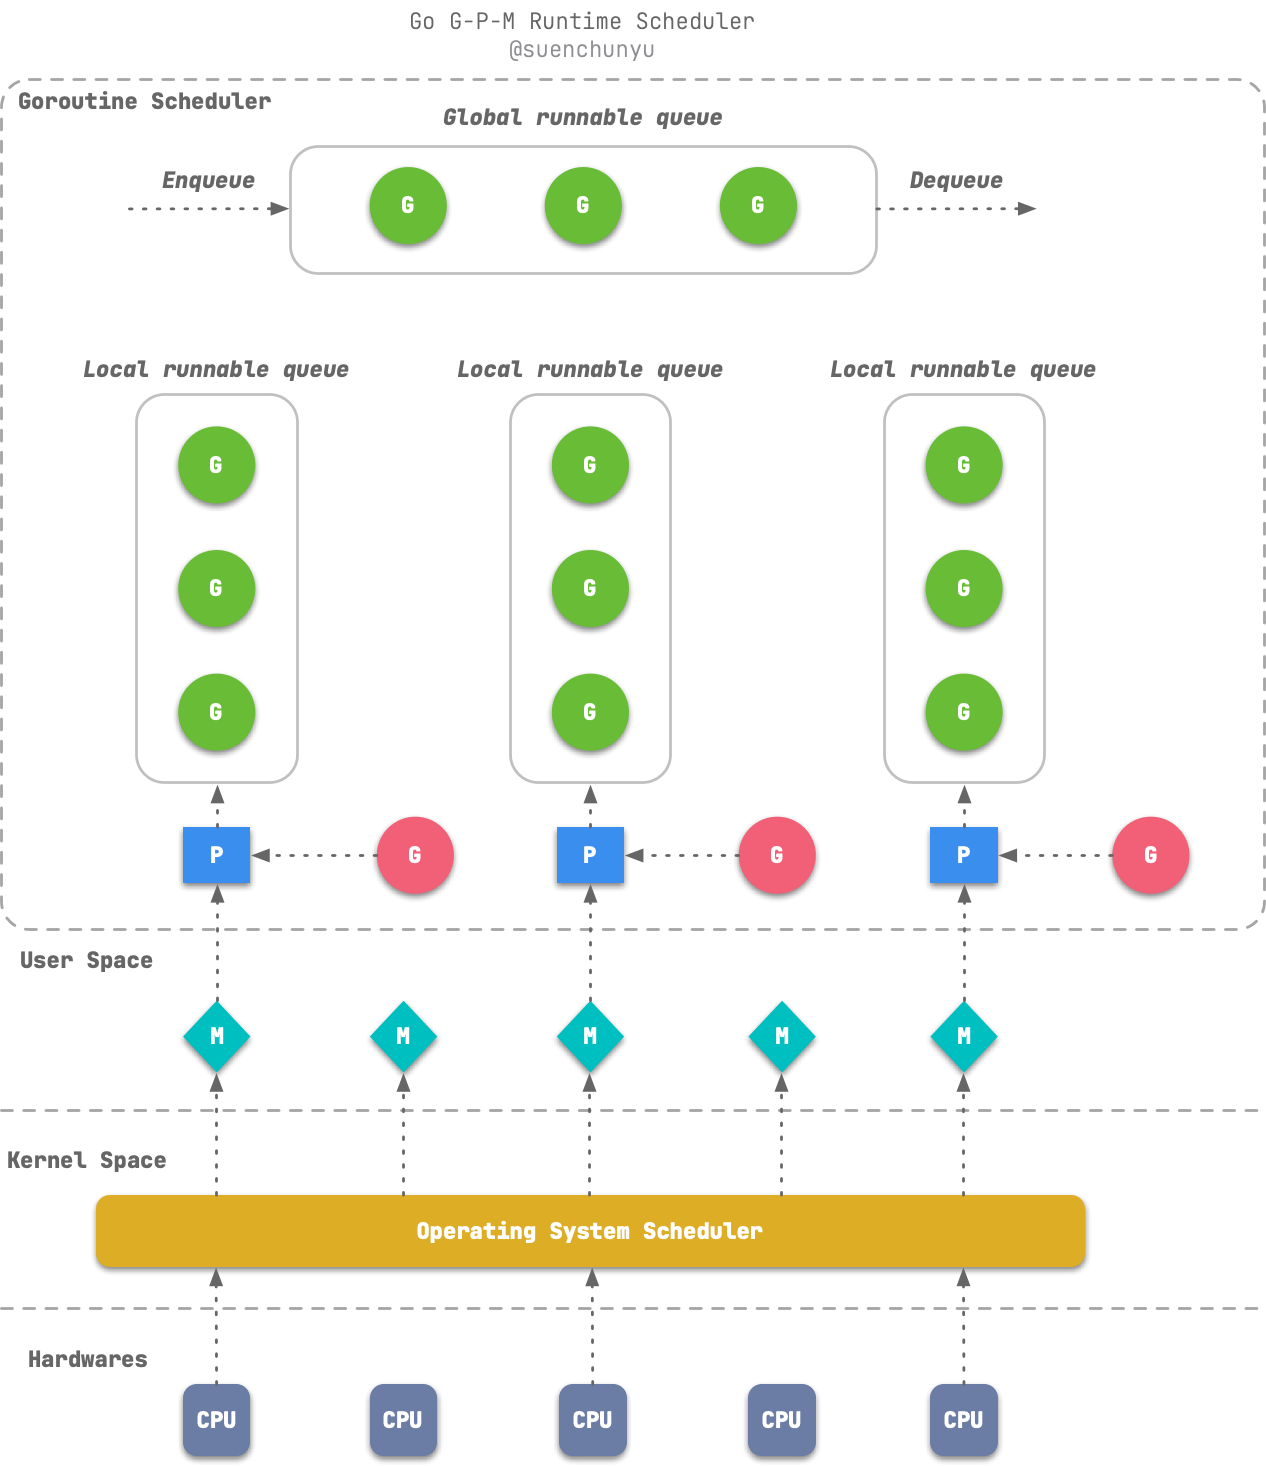 Go G-P-M Runtime Scheduler
@suenchunyu
Goroutine Scheduler
Global runnable queue
Enqueue
G G G
Dequeue
Local runnable queue Local runnable queue Local runnable queue
G G G
G G G
G G G
P G P G P G
User Space
M M M M M
Kernel Space
Operating System Scheduler
Hardwares
CPU CPU CPU CPU CPU